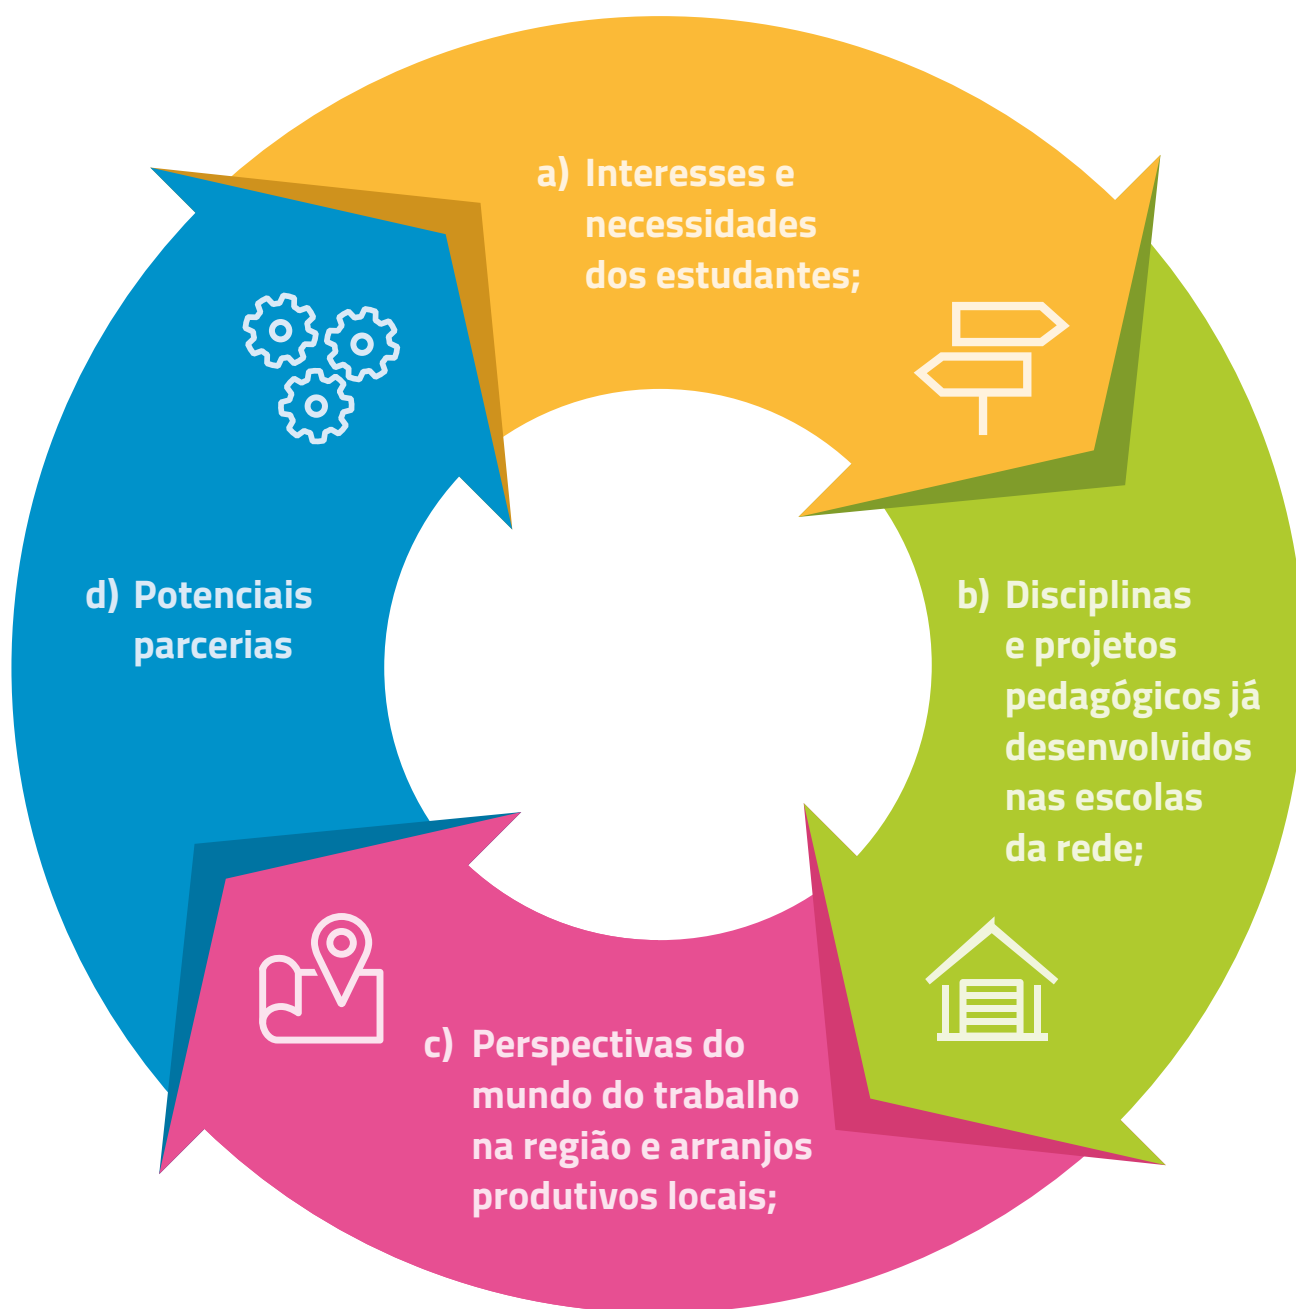 a) Interesses e
necessidades
dos estudantes;
b) Disciplinas
e projetos
pedagógicos já
desenvolvidos
nas escolas
da rede;
c) Perspectivas do
mundo do trabalho
na região e arranjos
produtivos locais;
d) Potenciais
parcerias